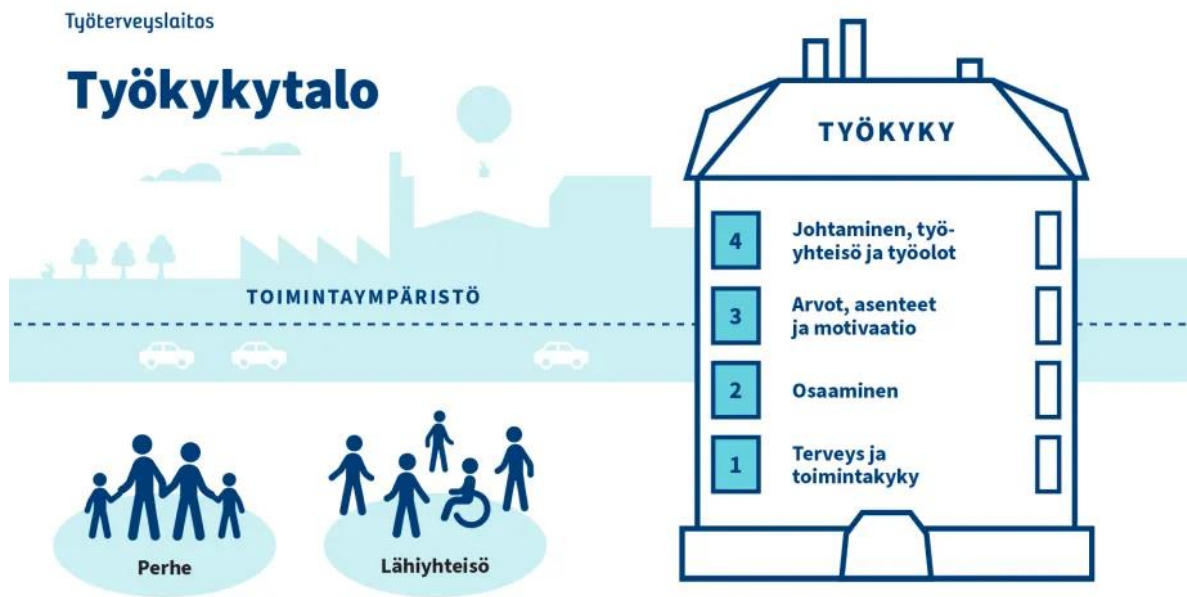 Työterveyslaitos
Työkykytalo
TYÖKYKY
4
Johtaminen, työ-
yhteisö ja työolot
3
Arvot, asenteet
ja motivaatio
2
Osaaminen
1
Terveys ja
toimintakyky
TOIMINTAYMPÄRISTÖ
Perhe
Lähiyhteisö